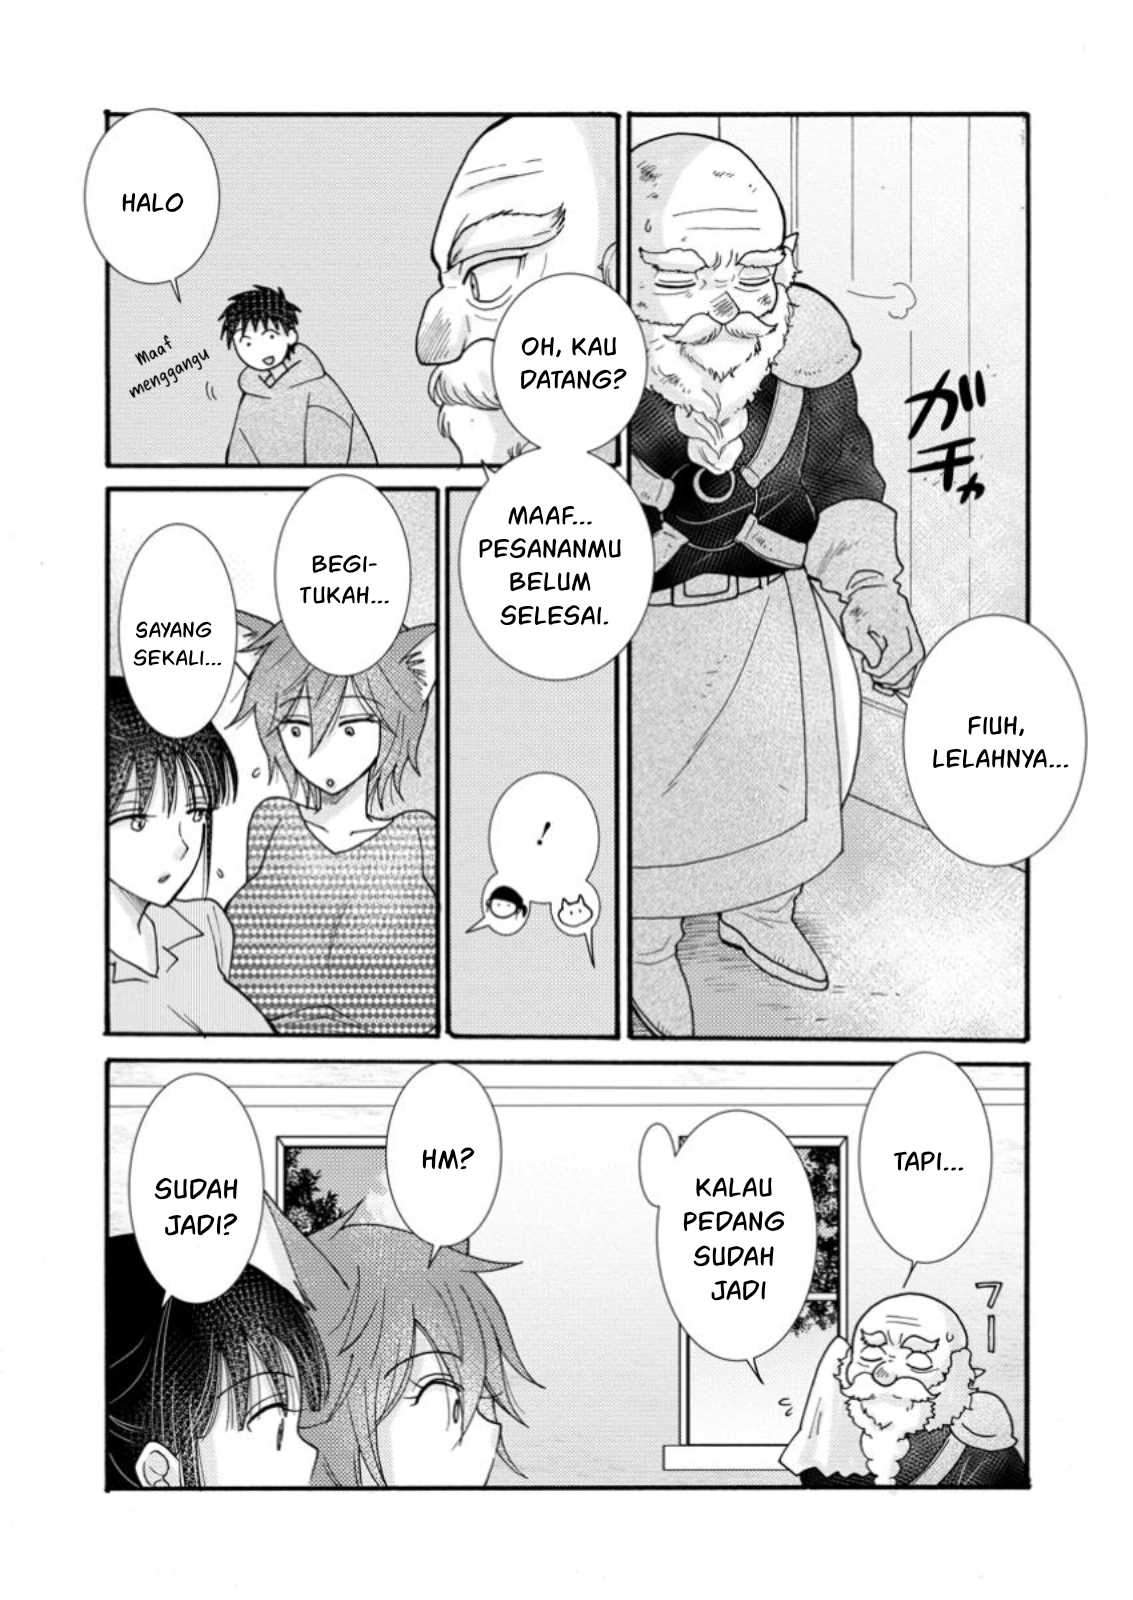 ガチャ
FIUH,
LELAHNYA...
HALO
Maaf
menggangu
OH, KAU
DATANG?
MAAF...
PESANANMU
BELUM
SELESAI.
!
BEGI-
TUKAH...
SAYANG
SEKALI...
TAPI...
フー
KALAU
PEDANG
SUDAH
JADI
HM?
SUDAH
JADI?